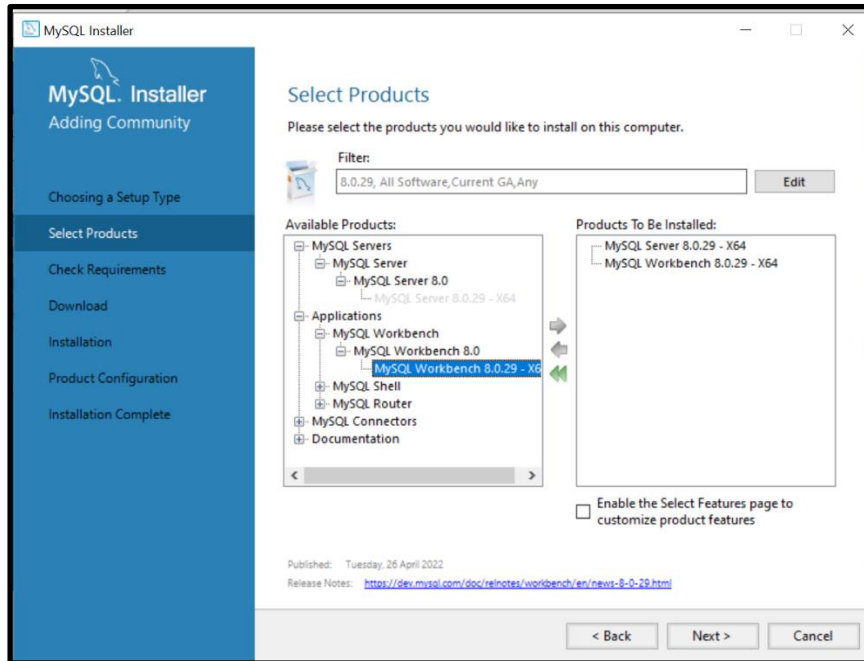 MySQL Installer
MySQL. Installer
Adding Community
Choosing a Setup Type
Select Products
Check Requirements
Download
Installation
Product Configuration
Installation Complete
Select Products
Please select the products you would like to install on this computer.
Filter:
8.0.29, All Software,Current GA,Any
Edit
Available Products:
MySQL Servers
MySQL Server
MySQL Server 8.0
MySQL Server 8.0.29 - X64
Applications
MySQL Workbench
MySQL Workbench 8.0
MySQL Workbench 8.0.29 - X6
MySQL Shell
MySQL Router
MySQL Connectors
Documentation
Products To Be Installed:
MySQL Server 8.0.29 - X64
MySQL Workbench 8.0.29 - X64
Enable the Select Features page to
customize product features
Published: Tuesday, 26 April 2022
Release Notes: https://dev.mysql.com/doc/relnotes/workbench/en/news-8-0-29.html
< Back
Next >
Cancel